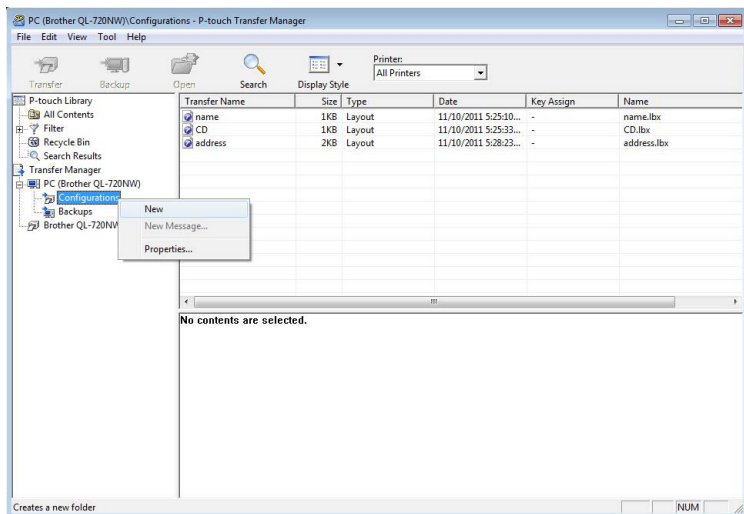 PC (Brother QL-720NW)\Configurations - P-touch Transfer Manager
File Edit View Tool Help
Transfer Backup Open Search Display Style Printer: All Printers
P-touch Library
All Contents
Filter
Recycle Bin
Search Results
Transfer Manager
PC (Brother QL-720NW)
Configurations
Backups
Brother QL-720NW
New
New Message...
Properties...
Transfer Name Size Type Date Key Assign Name
name 1KB Layout 11/10/2011 5:25:10... - name.lbx
CD 1KB Layout 11/10/2011 5:25:33... - CD.lbx
address 2KB Layout 11/10/2011 5:28:23... - address.lbx
No contents are selected.
Creates a new folder NUM